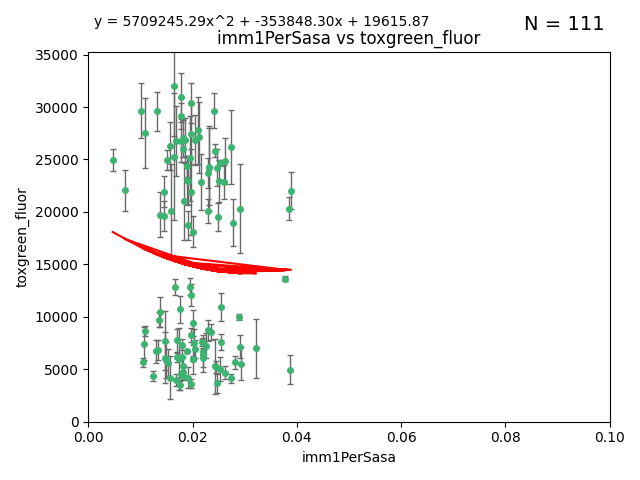 y = 5709245.29x^2 + -353848.30x + 19615.87
N = 111
imm1PerSasa vs toxgreen_fluor
35000
30000
25000
20000
15000
10000
5000
0
toxgreen_fluor
0.00 0.02 0.04 0.06 0.08 0.10
imm1PerSasa